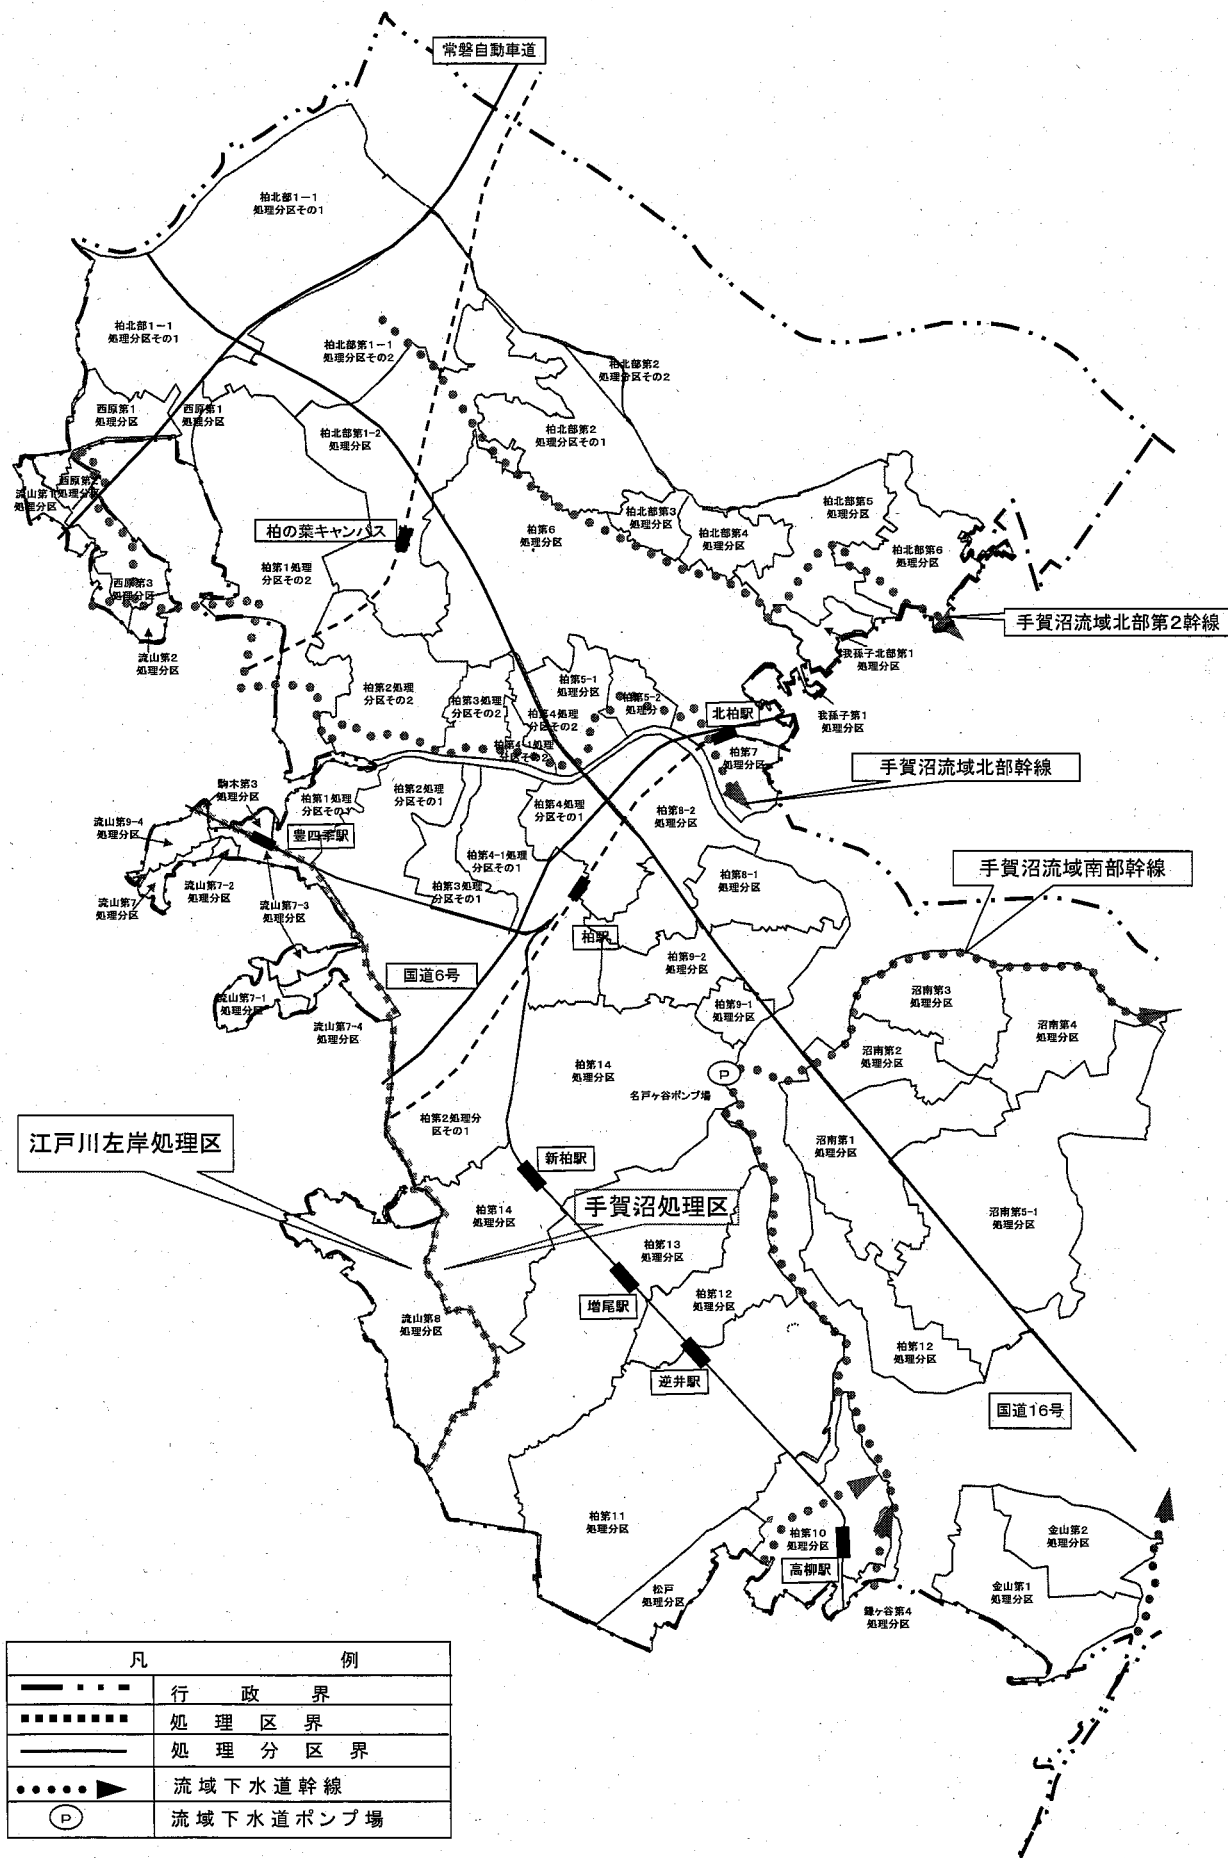 常磐自動車道
柏北部1-1
処理分区その1
柏北部1-1
処理分区その1
柏北部第1-1
処理分区その2
柏北部第2
処理分区その2
西原第1
処理分区
西原第1
処理分区
柏北部第1-2
処理分区
柏北部第2
処理分区その1
西原第2
処理分区
流山第1
処理分区
柏の葉キャンパス
柏第6
処理分区
柏北部第3
処理分区
柏北部第4
処理分区
柏北部第5
処理分区
柏北部第6
処理分区
柏第1処理
分区その2
西原第3
処理分区
手賀沼流域北部第2幹線
流山第2
処理分区
我孫子北部第1
処理分区
柏第2処理
分区その2
柏第3処理
分区その2
柏第5-1
処理分区
柏第5-2
処理分区
柏第4処理
分区その2
北柏駅
我孫子第1
処理分区
柏第4-1処理
分区その2
柏第7
処理分区
手賀沼流域北部幹線
駒木第3
処理分区
柏第1処理
分区その1
柏第2処理
分区その1
柏第4処理
分区その1
柏第8-2
処理分区
流山第9-4
処理分区
豊四季駅
流山第7
処理分区
流山第7-2
処理分区
流山第7-3
処理分区
柏第4-1処理
分区その1
柏第3処理
分区その1
柏第8-1
処理分区
手賀沼流域南部幹線
柏駅
国道6号
柏第9-2
処理分区
流山第7-1
処理分区
流山第7-4
処理分区
柏第9-1
処理分区
沼南第3
処理分区
沼南第4
処理分区
沼南第2
処理分区
柏第14
処理分区
P
名戸ヶ谷ポンプ場
柏第2処理分
区その1
江戸川左岸処理区
新柏駅
沼南第1
処理分区
手賀沼処理区
柏第14
処理分区
沼南第5-1
処理分区
柏第13
処理分区
増尾駅
柏第12
処理分区
流山第8
処理分区
柏第12
処理分区
逆井駅
国道16号
柏第11
処理分区
柏第10
処理分区
高柳駅
金山第2
処理分区
金山第1
処理分区
松戸
処理分区
鎌ヶ谷第4
処理分区
凡 例
行 政 界
処 理 区 界
処 理 分 区 界
流域下水道幹線
P 流域下水道ポンプ場